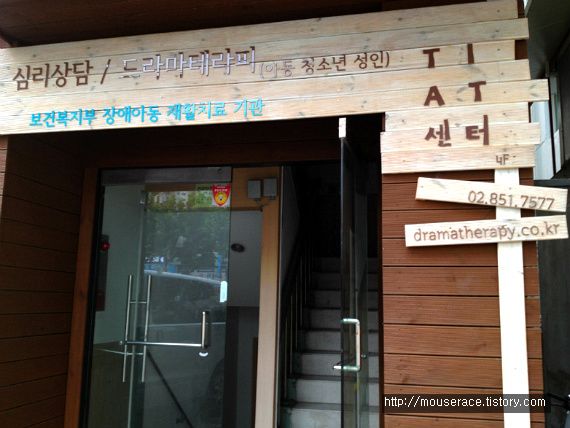 심리상담 / 드라마테라피 (아동 청소년 성인)
보건복지부 장애아동 재활치료 기관
T I
A T
센터
4F
02.851.7577
dramatherapy.co.kr
http://mouserace.tistory.com